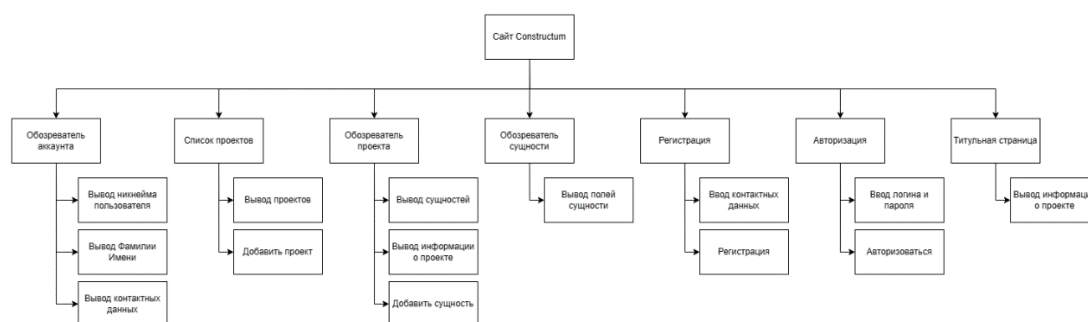 Сайт Constructum
Обозреватель
аккаунта
Список проектов
Обозреватель
проекта
Обозреватель
сущности
Регистрация
Авторизация
Титульная страница
Вывод никнейма
пользователя
Вывод проектов
Вывод сущностей
Вывод полей
сущности
Ввод контактных
данных
Ввод логина и
пароля
Вывод информаци
о проекте
Вывод Фамилии
Имени
Добавить проект
Вывод информации
о проекте
Регистрация
Авторизоваться
Вывод контактных
данных
Добавить сущность